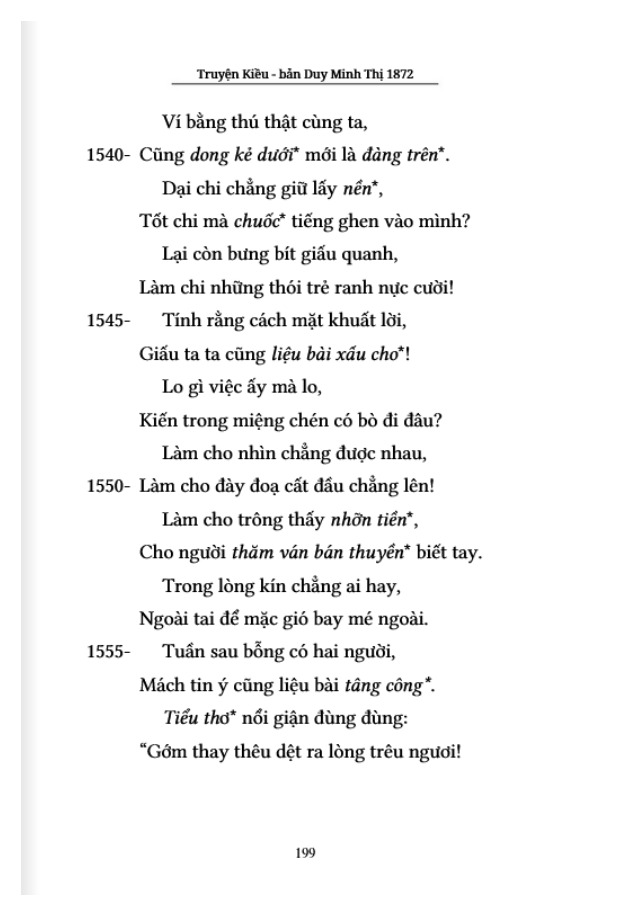 Truyện Kiều - bản Duy Minh Thị 1872
Ví bằng thú thật cùng ta,
1540- Cũng dong kẻ dưới* mới là đàng trên*.
Dại chi chẳng giữ lấy nền*,
Tốt chi mà chuốc* tiếng ghen vào mình?
Lại còn bưng bít giấu quanh,
Làm chi những thói trẻ ranh nực cười!
1545- Tính rằng cách mặt khuất lời,
Giấu ta ta cũng liệu bài xấu cho*!
Lo gì việc ấy mà lo,
Kiến trong miệng chén có bò đi đâu?
Làm cho nhìn chẳng được nhau,
1550- Làm cho đày đoạ cất đầu chẳng lên!
Làm cho trông thấy nhỡn tiền*,
Cho người thăm ván bán thuyền* biết tay.
Trong lòng kín chẳng ai hay,
Ngoài tai để mặc gió bay mé ngoài.
1555- Tuần sau bỗng có hai người,
Mách tin ý cũng liệu bài tâng công*.
Tiểu thơ* nổi giận đùng đùng:
“Gớm thay thêu dệt ra lòng trêu ngươi!
199